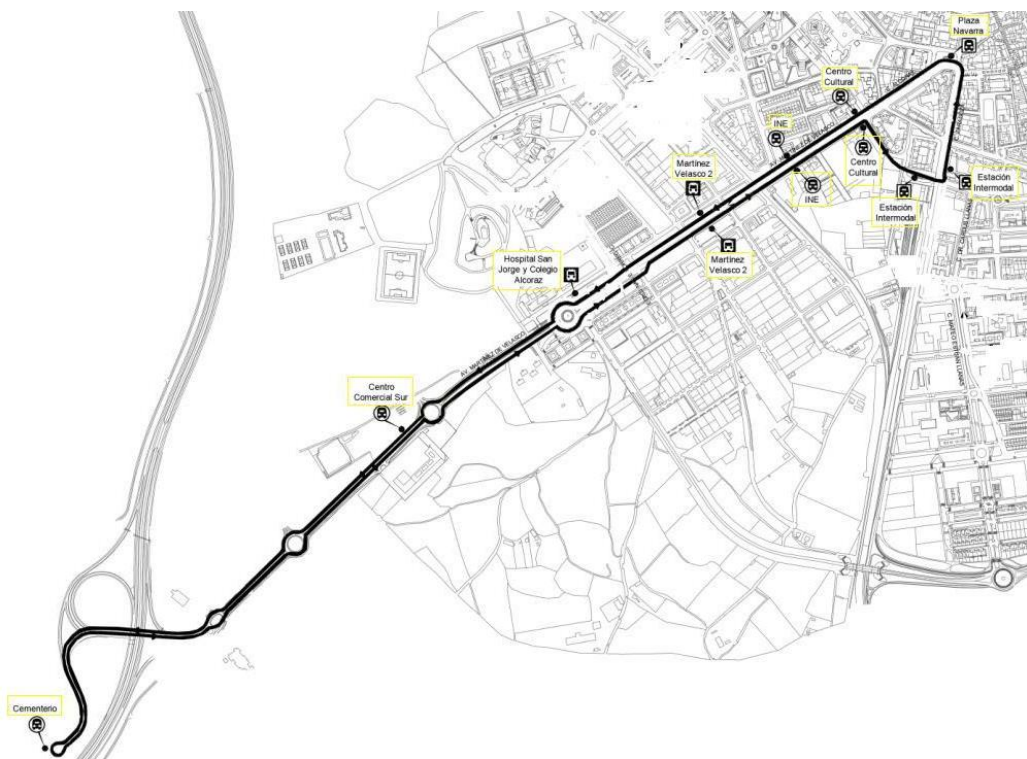 Plaza
Navarra
Centro
Cultural
INE
Martínez
Velasco 2
Centro
Cultural
INE
Estación
Intermodal
Estación
Intermodal
Martínez
Velasco 2
Hospital San
Jorge y Colegio
Alcoraz
AV. MARTÍNEZ DE VELASCO
Centro
Comercial Sur
Cementerio